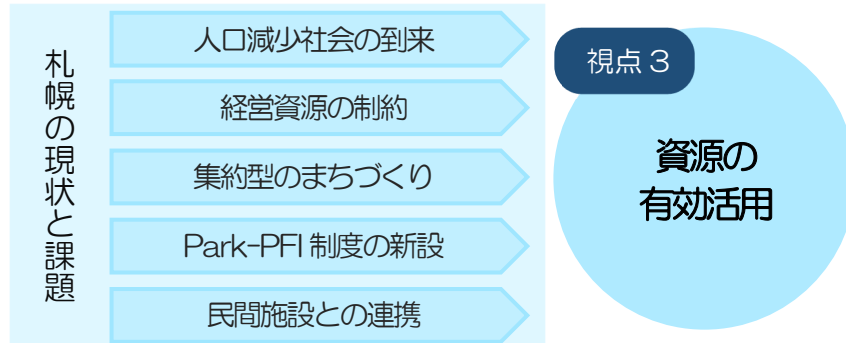 札幌の現状と課題
人口減少社会の到来
経営資源の制約
集約型のまちづくり
Park-PFI 制度の新設
民間施設との連携
視点 3
資源の
有効活用